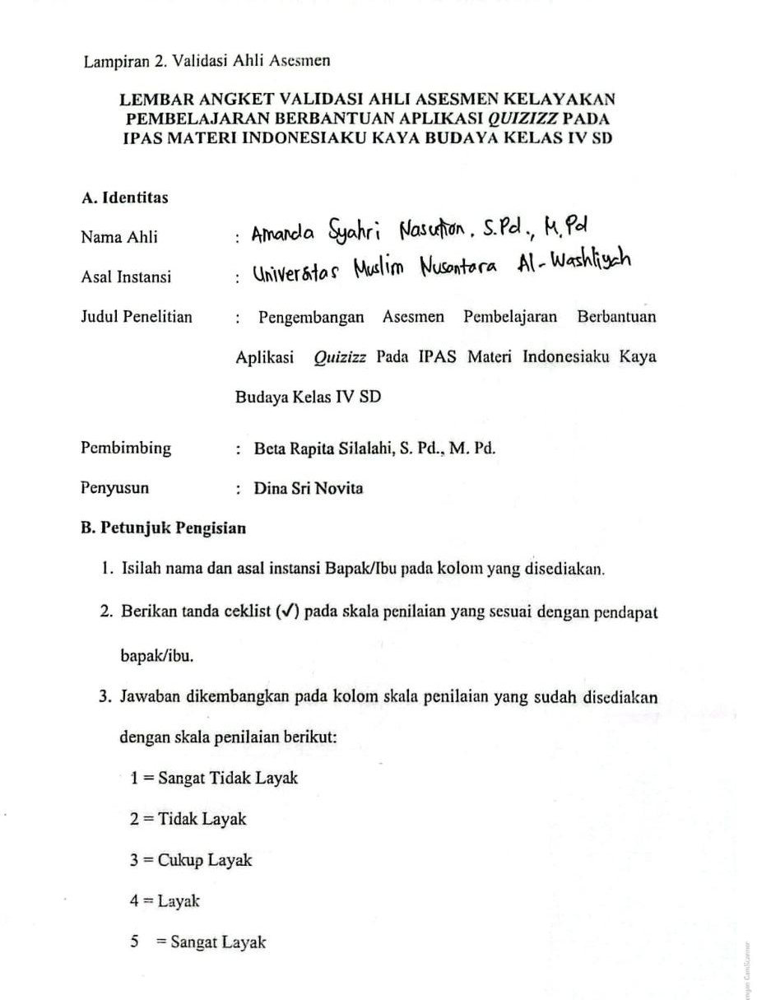 Lampiran 2. Validasi Ahli Asesmen
LEMBAR ANGKET VALIDASI AHLI ASESMEN KELAYAKAN
PEMBELAJARAN BERBANTUAN APLIKASI QUIZIZZ PADA
IPAS MATERI INDONESIAKU KAYA BUDAYA KELAS IV SD
A. Identitas
Nama Ahli : Amanda Syahri Nasution, S.Pd., M.Pd
Asal Instansi : Universitas Muslim Nusantara Al-Washliyah
Judul Penelitian : Pengembangan Asesmen Pembelajaran Berbantuan
Aplikasi Quizizz Pada IPAS Materi Indonesiaku Kaya
Budaya Kelas IV SD
Pembimbing : Beta Rapita Silalahi, S. Pd., M. Pd.
Penyusun : Dina Sri Novita
B. Petunjuk Pengisian
1. Isilah nama dan asal instansi Bapak/Ibu pada kolom yang disediakan.
2. Berikan tanda ceklist (✓) pada skala penilaian yang sesuai dengan pendapat
bapak/ibu.
3. Jawaban dikembangkan pada kolom skala penilaian yang sudah disediakan
dengan skala penilaian berikut:
1 = Sangat Tidak Layak
2 = Tidak Layak
3 = Cukup Layak
4 = Layak
5 = Sangat Layak
CamScanner